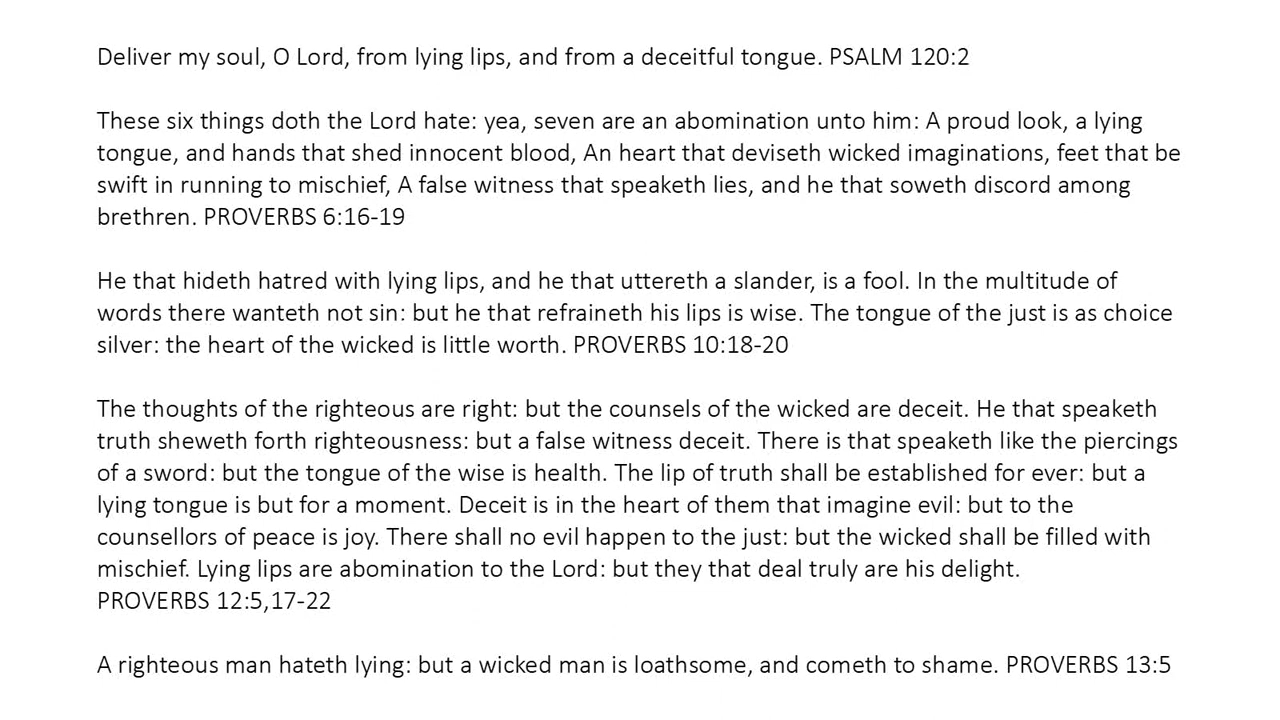 Deliver my soul, O Lord, from lying lips, and from a deceitful tongue. PSALM 120:2
These six things doth the Lord hate: yea, seven are an abomination unto him: A proud look, a lying
tongue, and hands that shed innocent blood, An heart that deviseth wicked imaginations, feet that be
swift in running to mischief, A false witness that speaketh lies, and he that soweth discord among
brethren. PROVERBS 6:16-19
He that hideth hatred with lying lips, and he that uttereth a slander, is a fool. In the multitude of
words there wanteth not sin: but he that refraineth his lips is wise. The tongue of the just is as choice
silver: the heart of the wicked is little worth. PROVERBS 10:18-20
The thoughts of the righteous are right: but the counsels of the wicked are deceit. He that speaketh
truth sheweth forth righteousness: but a false witness deceit. There is that speaketh like the piercings
of a sword: but the tongue of the wise is health. The lip of truth shall be established for ever: but a
lying tongue is but for a moment. Deceit is in the heart of them that imagine evil: but to the
counsellors of peace is joy. There shall no evil happen to the just: but the wicked shall be filled with
mischief. Lying lips are abomination to the Lord: but they that deal truly are his delight.
PROVERBS 12:5,17-22
A righteous man hateth lying: but a wicked man is loathsome, and cometh to shame. PROVERBS 13:5